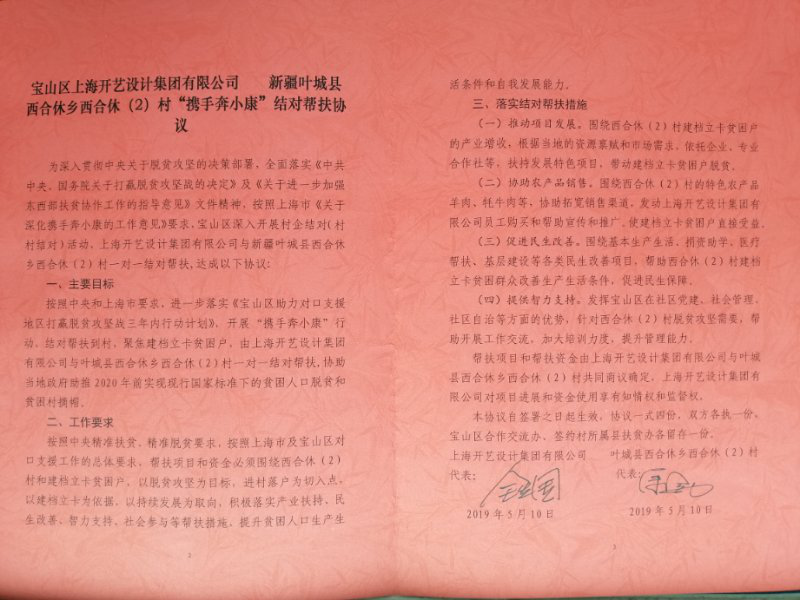 宝山区上海开艺设计集团有限公司 新疆叶城县
西合休乡西合休（2）村“携手奔小康”结对帮扶协
议
为深入贯彻中央关于脱贫攻坚的决策部署，全面落实《中共
中央、国务院关于打赢脱贫攻坚战的决定》及《关于进一步加强
东西部扶贫协作工作的指导意见》文件精神，按照上海市《关于
深化携手奔小康的工作意见》要求，宝山区深入开展村企结对(村
村结对）活动，上海开艺设计集团有限公司与新疆叶城县西合休
乡西合休（2）村一对一结对帮扶,达成以下协议:
一、主要目标
按照中央和上海市要求，进一步落实《宝山区助力对口支援
地区打赢脱贫攻坚战三年内行动计划》，开展“携手奔小康”行
动，结对帮扶到村，聚焦建档立卡贫困户，由上海开艺设计集团
有限公司与叶城县西合休乡西合休（2）村一对一结对帮扶,协助
当地政府助推2020年前实现现行国家标准下的贫困人口脱贫和
贫困村摘帽。
二、工作要求
按照中央精准扶贫、精准脱贫要求，按照上海市及宝山区对
口支援工作的总体要求，帮扶项目和资金必须围绕西合休（2）
村和建档立卡贫困户，以脱贫攻坚为目标，进村落户为切入点，
以建档立卡为依据，以持续发展为取向，积极落实产业扶持、民
生改善、智力支持、社会参与等帮扶措施，提升贫困人口生产生
2
活条件和自我发展能力。
三、落实结对帮扶措施
（一）推动项目发展。围绕西合休（2）村建档立卡贫困户
的产业增收，根据当地的资源禀赋和市场需求，依托企业、专业
合作社等，扶持发展特色项目，带动建档立卡贫困户脱贫。
（二）协助农产品销售。围绕西合休（2）村的特色农产品
羊肉、牦牛肉等，协助拓宽销售渠道，发动上海开艺设计集团有
限公司员工购买和帮助宣传和推广，使建档立卡贫困户直接受益。
（三）促进民生改善。围绕基本生产生活、捐资助学、医疗
帮扶、基层建设等各类民生改善项目，帮助西合休（2）村建档
立卡贫困群众改善生产生活条件，促进民生保障。
（四）提供智力支持。发挥宝山区在社区党建、社会管理、
社区自治等方面的优势，针对西合休（2）村脱贫攻坚需要，帮
助开展工作交流，加大培训力度，提升管理能力。
帮扶项目和帮扶资金由上海开艺设计集团有限公司与叶城
县西合休乡西合休（2）村共同商议确定，上海开艺设计集团有
限公司对项目进展和资金使用享有知情权和监督权。
本协议自签署之日起生效，协议一式四份，双方各执一份，
宝山区合作交流办、签约村所属县扶贫办各留存一份。
上海开艺设计集团有限公司 叶城县西合休乡西合休（2）村
代表： 代表：
2019年5月10日 2019年5月10日
3